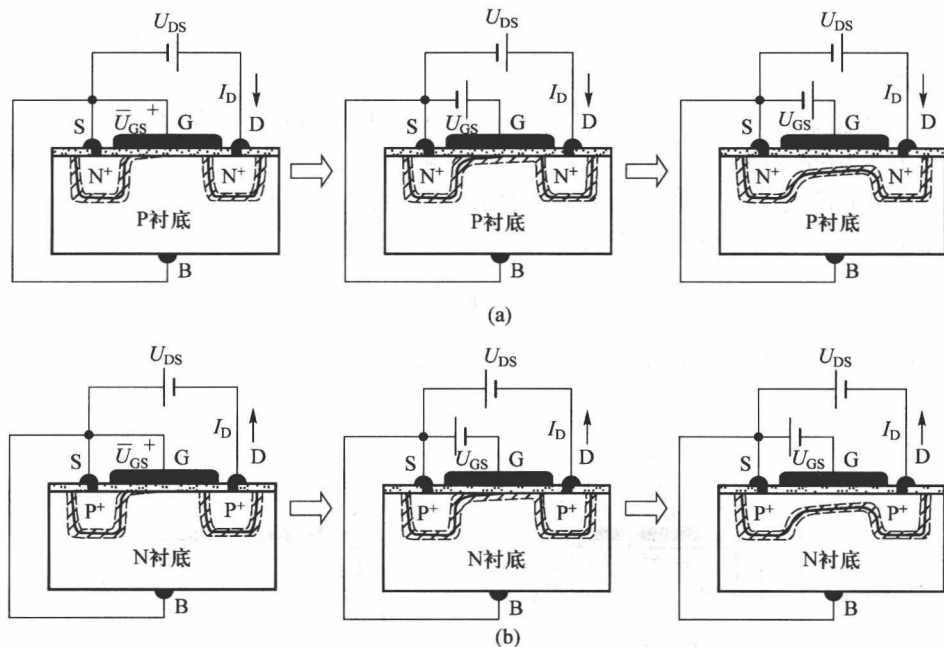 U_DS
U_DS
U_DS
I_D
I_D
I_D
S
Ū_GS +
G
D
S
U_GS
G
D
S
U_GS
G
D
N⁺
N⁺
N⁺
N⁺
N⁺
N⁺
P衬底
P衬底
P衬底
B
B
B
(a)
U_DS
U_DS
U_DS
I_D
I_D
I_D
S
Ū_GS +
G
D
S
U_GS
G
D
S
U_GS
G
D
P⁺
P⁺
P⁺
P⁺
P⁺
P⁺
N衬底
N衬底
N衬底
B
B
B
(b)